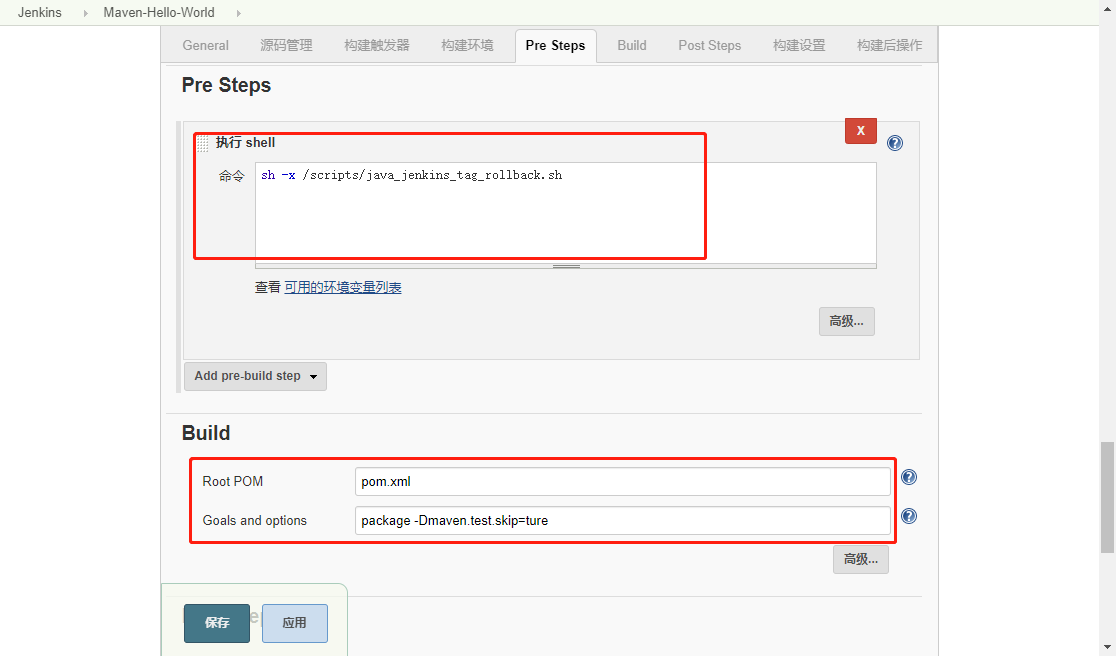 Jenkins Maven-Hello-World
General 源码管理 构建触发器 构建环境 Pre Steps Build Post Steps 构建设置 构建后操作
Pre Steps
X
执行 shell
命令 sh -x /scripts/java_jenkins_tag_rollback.sh
查看 可用的环境变量列表
高级...
Add pre-build step
Build
Root POM pom.xml
Goals and options package -Dmaven.test.skip=ture
高级...
保存 应用